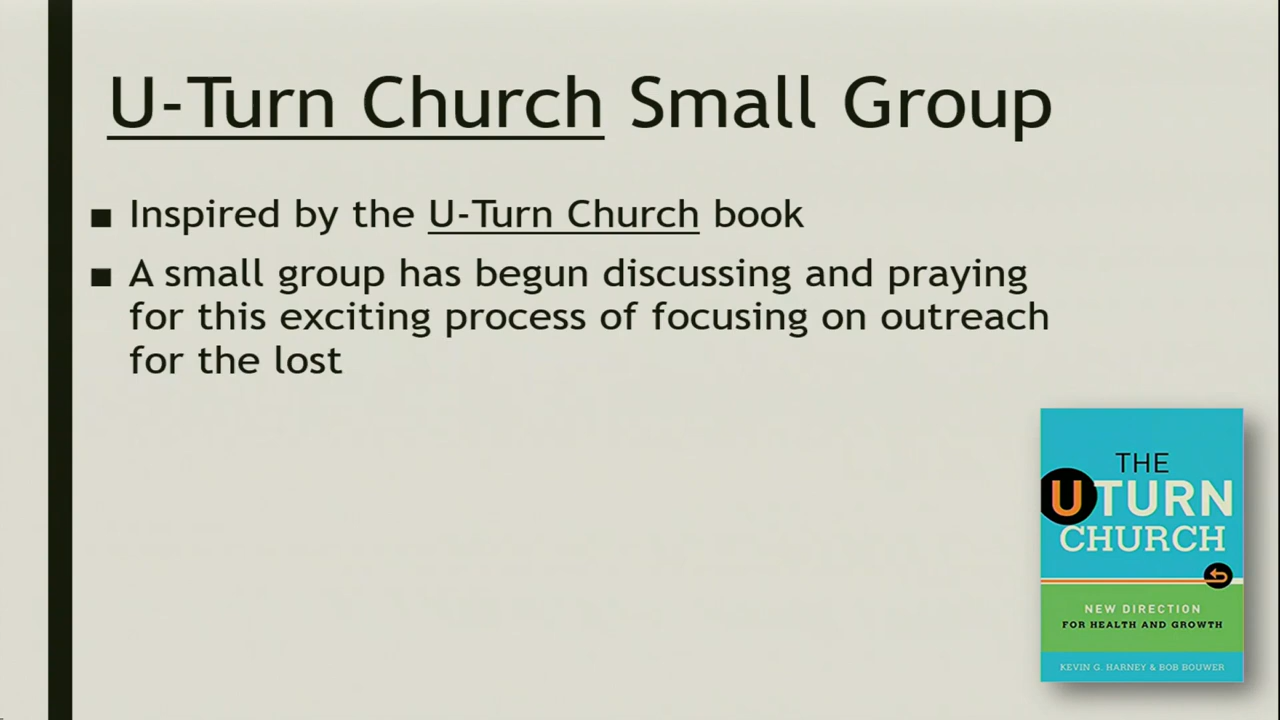 U-Turn Church Small Group
■ Inspired by the U-Turn Church book
■ A small group has begun discussing and praying
for this exciting process of focusing on outreach
for the lost
THE
UTURN
CHURCH
NEW DIRECTION
FOR HEALTH AND GROWTH
KEVIN G. HARNEY & BOB BOUWER